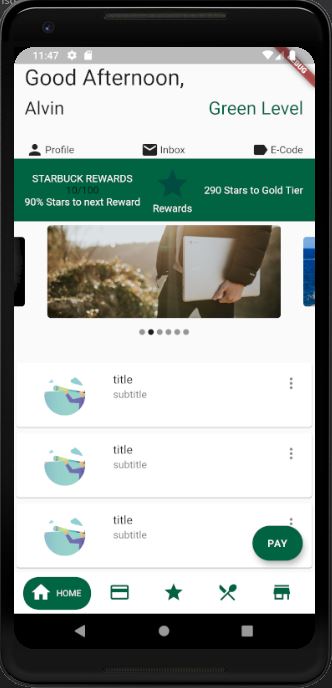 11:47
BUG
Good Afternoon,
Alvin
Green Level
Profile
Inbox
E-Code
STARBUCK REWARDS
10/100
90% Stars to next Reward
Rewards
290 Stars to Gold Tier
title
subtitle
title
subtitle
title
subtitle
PAY
HOME